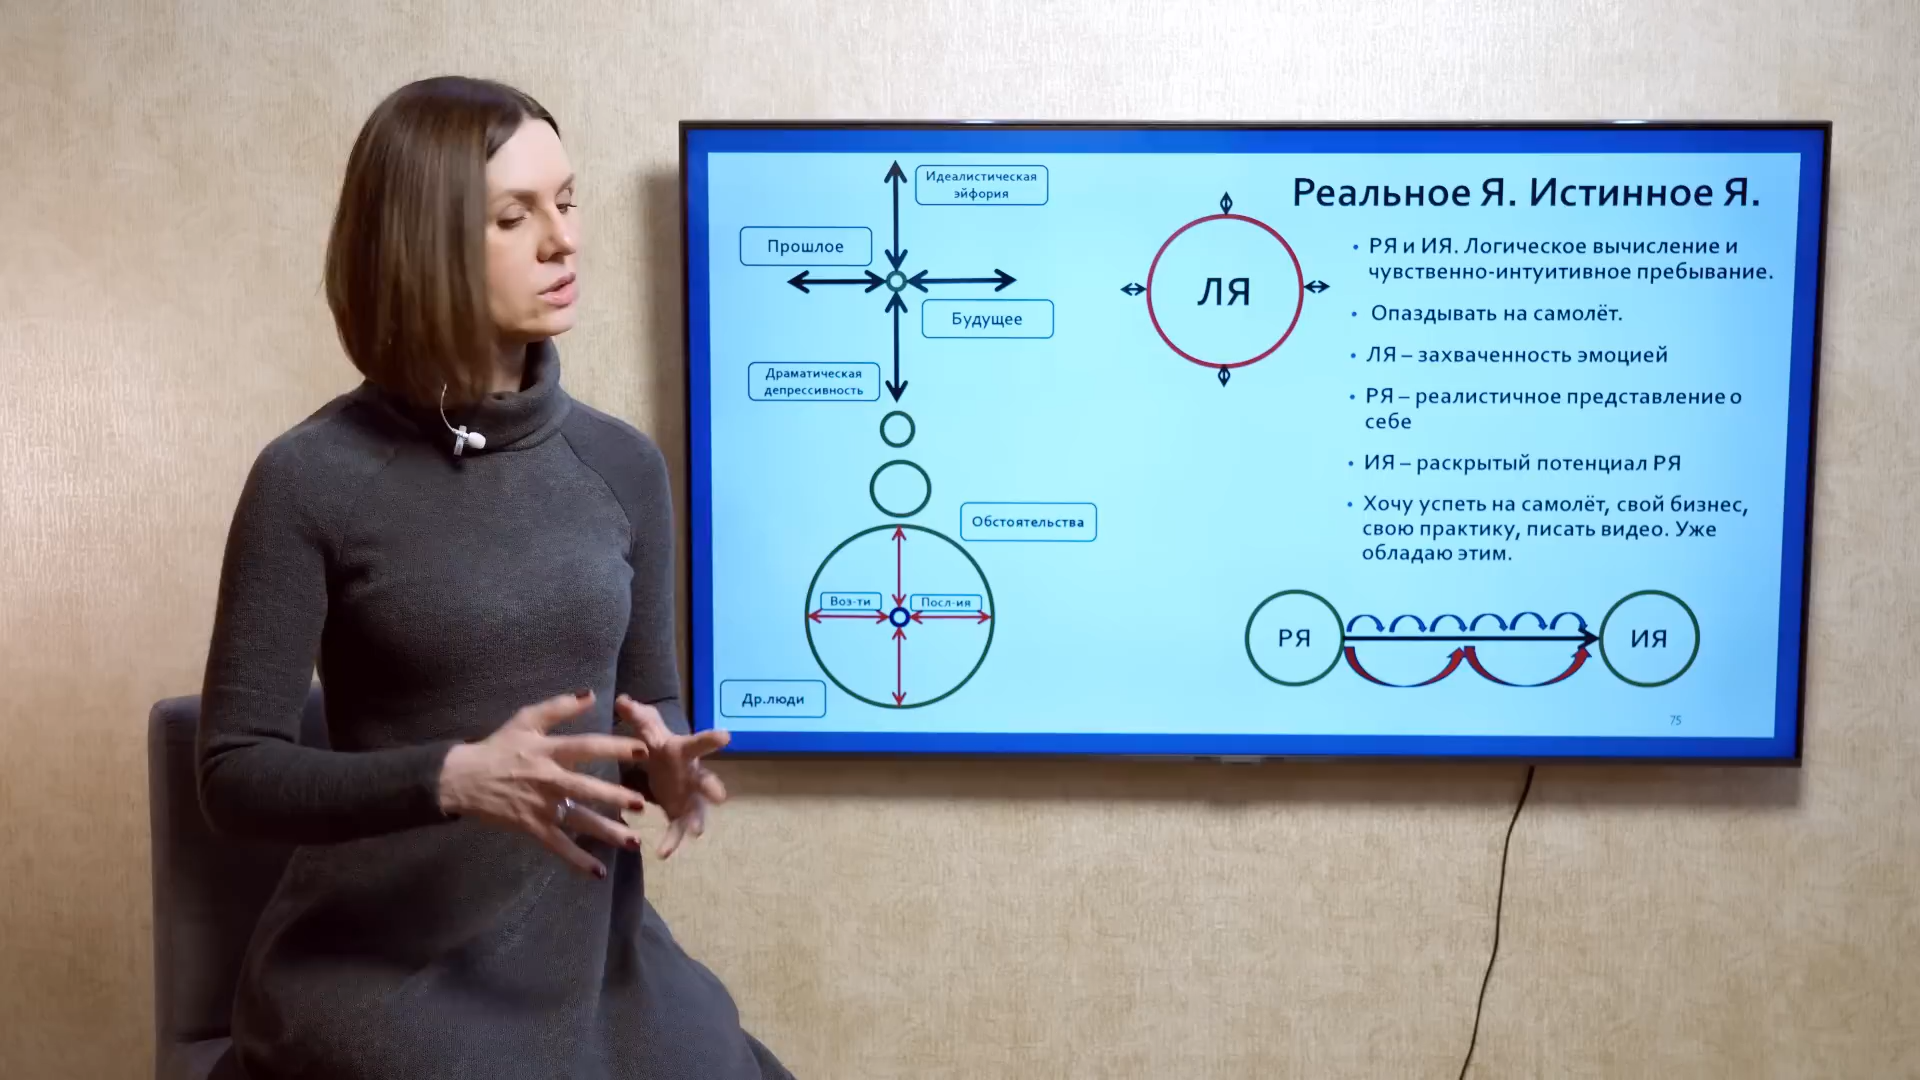 Реальное Я. Истинное Я.
Идеалистическая
эйфория
Прошлое
Будущее
Драматическая
депрессивность
Обстоятельства
Воз-ти
Посл-ия
Др.люди
ЛЯ
• РЯ и ИЯ. Логическое вычисление и
чувственно-интуитивное пребывание.
• Опаздывать на самолёт.
• ЛЯ – захваченность эмоцией
• РЯ – реалистичное представление о
себе
• ИЯ – раскрытый потенциал РЯ
• Хочу успеть на самолёт, свой бизнес,
свою практику, писать видео. Уже
обладаю этим.
РЯ
ИЯ
75